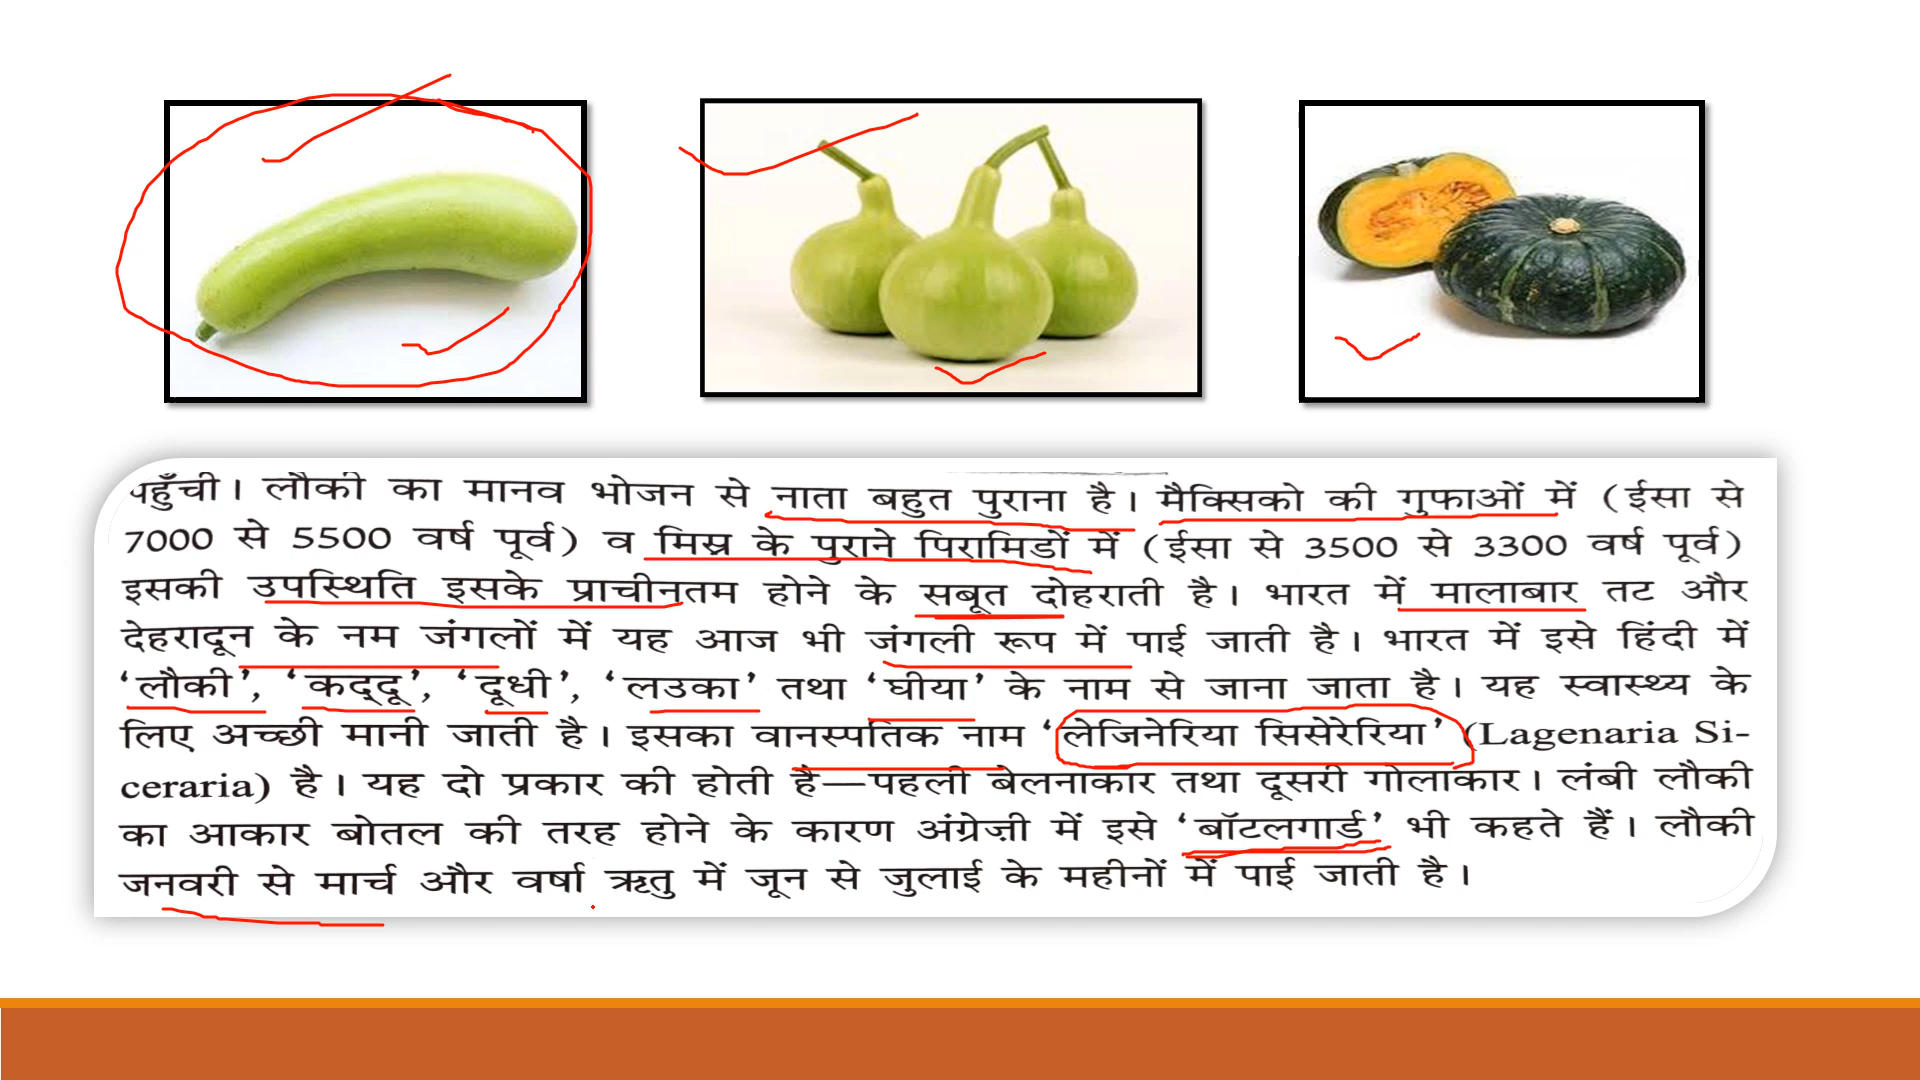 पहुँची। लौकी का मानव भोजन से नाता बहुत पुराना है। मैक्सिको की गुफाओं में (ईसा से
7000 से 5500 वर्ष पूर्व) व मिस्र के पुराने पिरामिडों में (ईसा से 3500 से 3300 वर्ष पूर्व)
इसकी उपस्थिति इसके प्राचीनतम होने के सबूत दोहराती है। भारत में मालाबार तट और
देहरादून के नम जंगलों में यह आज भी जंगली रूप में पाई जाती है। भारत में इसे हिंदी में
‘लौकी’, ‘कद्दू’, ‘दूधी’, ‘लउका’ तथा ‘घीया’ के नाम से जाना जाता है। यह स्वास्थ्य के
लिए अच्छी मानी जाती है। इसका वानस्पतिक नाम ‘लेजिनेरिया सिसेरेरिया’ (Lagenaria Si-
ceraria) है। यह दो प्रकार की होती है—पहली बेलनाकार तथा दूसरी गोलाकार। लंबी लौकी
का आकार बोतल की तरह होने के कारण अंग्रेज़ी में इसे ‘बॉटलगार्ड’ भी कहते हैं। लौकी
जनवरी से मार्च और वर्षा ऋतु में जून से जुलाई के महीनों में पाई जाती है।